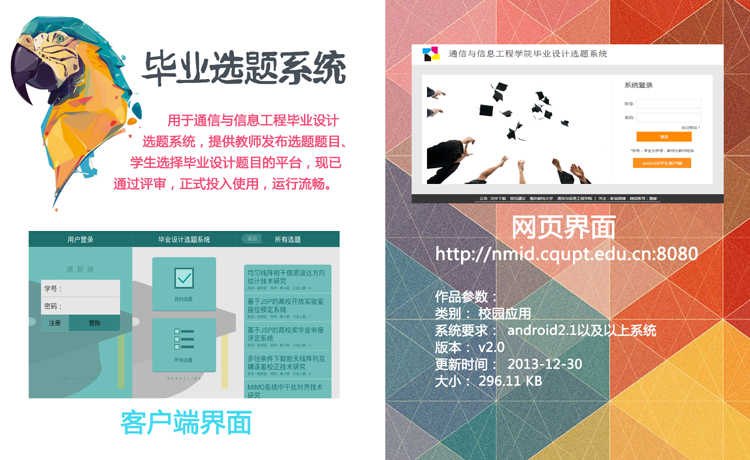 毕业选题系统
用于通信与信息工程毕业设计
选题系统，提供教师发布选题题目、
学生选择毕业设计题目的平台，现已
通过评审，正式投入使用，运行流畅。
用户登录
请登录
学号：
密码：
注册
登陆
毕业设计选题系统
我的选题
所有选题
返回
所有选题
均匀线阵相干信源波达方向
估计技术研究
基于JSP的高校开放实验室
座位预定系统
基于JSP的高校奖学金申报
评定系统
多径条件下智能天线阵列互
耦误差校正技术研究
MIMO系统中干扰对齐技术
研究
客户端界面
通信与信息工程学院毕业设计选题系统
系统登录
密码:
登录
android学生客户端
网页界面
http://nmid.cqupt.edu.cn:8080
作品参数：
类别： 校园应用
系统要求： android2.1以及以上系统
版本： v2.0
更新时间： 2013-12-30
大小： 296.11 KB